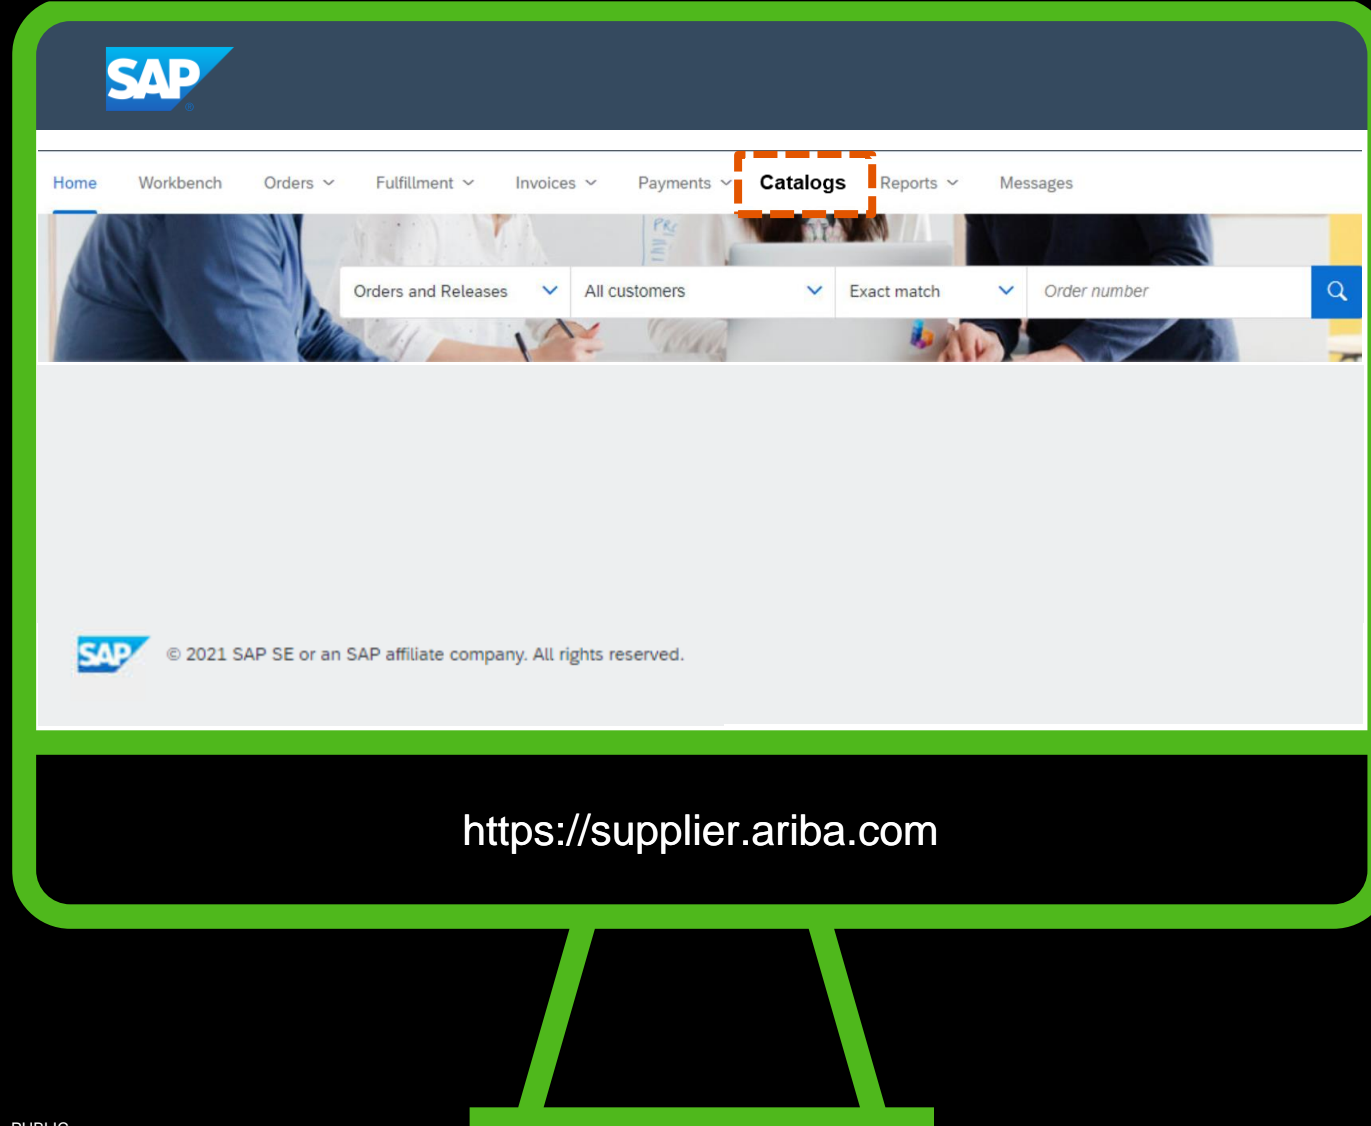 SAP
Home Workbench Orders Fulfillment Invoices Payments Catalogs Reports Messages
Orders and Releases All customers Exact match Order number
SAP © 2021 SAP SE or an SAP affiliate company. All rights reserved.
https://supplier.ariba.com
PUBLIC